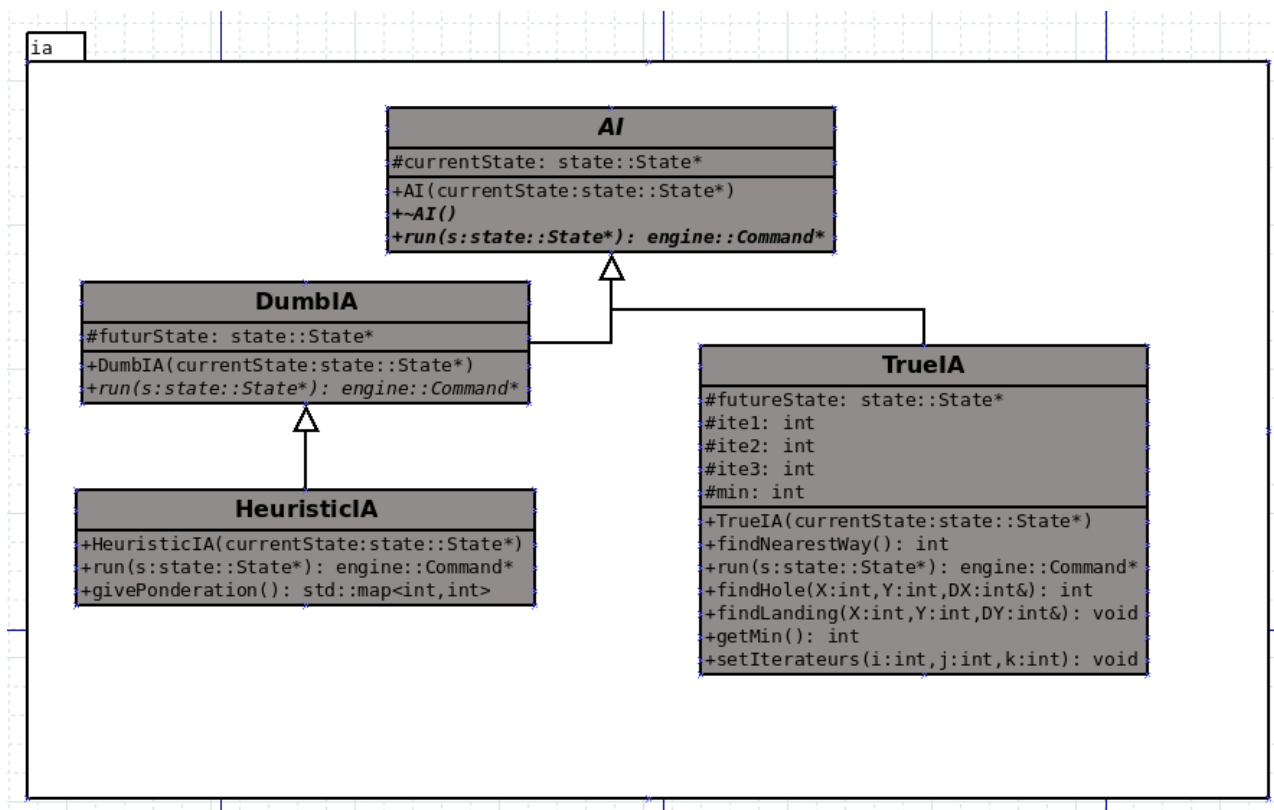 ia
AI
#currentState: state::State*
+AI(currentState:state::State*)
+~AI()
+run(s:state::State*): engine::Command*
DumbIA
#futurState: state::State*
+DumbIA(currentState:state::State*)
+run(s:state::State*): engine::Command*
HeuristicIA
+HeuristicIA(currentState:state::State*)
+run(s:state::State*): engine::Command*
+givePonderation(): std::map<int,int>
TrueIA
#futureState: state::State*
#ite1: int
#ite2: int
#ite3: int
#min: int
+TrueIA(currentState:state::State*)
+findNearestWay(): int
+run(s:state::State*): engine::Command*
+findHole(X:int,Y:int,DX:int&): int
+findLanding(X:int,Y:int,DY:int&): void
+getMin(): int
+setIterateurs(i:int,j:int,k:int): void